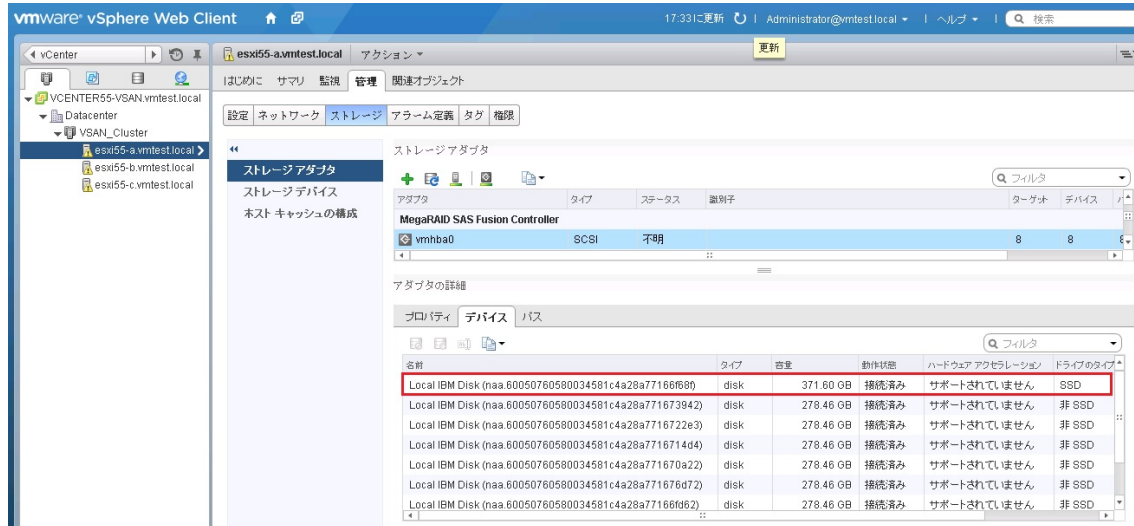 vmware® vSphere Web Client 17:33に更新 Administrator@vmtest.local ヘルプ 検索
更新
vCenter esxi55-a.vmtest.local アクション
はじめに サマリ 監視 管理 関連オブジェクト
VCENTER55-VSAN.vmtest.local
Datacenter
VSAN_Cluster
esxi55-a.vmtest.local
esxi55-b.vmtest.local
esxi55-c.vmtest.local
設定 ネットワーク ストレージ アラーム定義 タグ 権限
ストレージ アダプタ
ストレージ デバイス
ホスト キャッシュの構成
ストレージ アダプタ
フィルタ
アダプタ タイプ ステータス 識別子 ターゲット デバイス
MegaRAID SAS Fusion Controller
vmhba0 SCSI 不明 8 8
アダプタの詳細
プロパティ デバイス パス
フィルタ
名前 タイプ 容量 動作状態 ハードウェア アクセラレーション ドライブのタイプ
Local IBM Disk (naa.60050760580034581c4a28a77166f68f) disk 371.60 GB 接続済み サポートされていません SSD
Local IBM Disk (naa.60050760580034581c4a28a771673942) disk 278.46 GB 接続済み サポートされていません 非 SSD
Local IBM Disk (naa.60050760580034581c4a28a7716722e3) disk 278.46 GB 接続済み サポートされていません 非 SSD
Local IBM Disk (naa.60050760580034581c4a28a7716714d4) disk 278.46 GB 接続済み サポートされていません 非 SSD
Local IBM Disk (naa.60050760580034581c4a28a771670a22) disk 278.46 GB 接続済み サポートされていません 非 SSD
Local IBM Disk (naa.60050760580034581c4a28a771676d72) disk 278.46 GB 接続済み サポートされていません 非 SSD
Local IBM Disk (naa.60050760580034581c4a28a77166fd62) disk 278.46 GB 接続済み サポートされていません 非 SSD